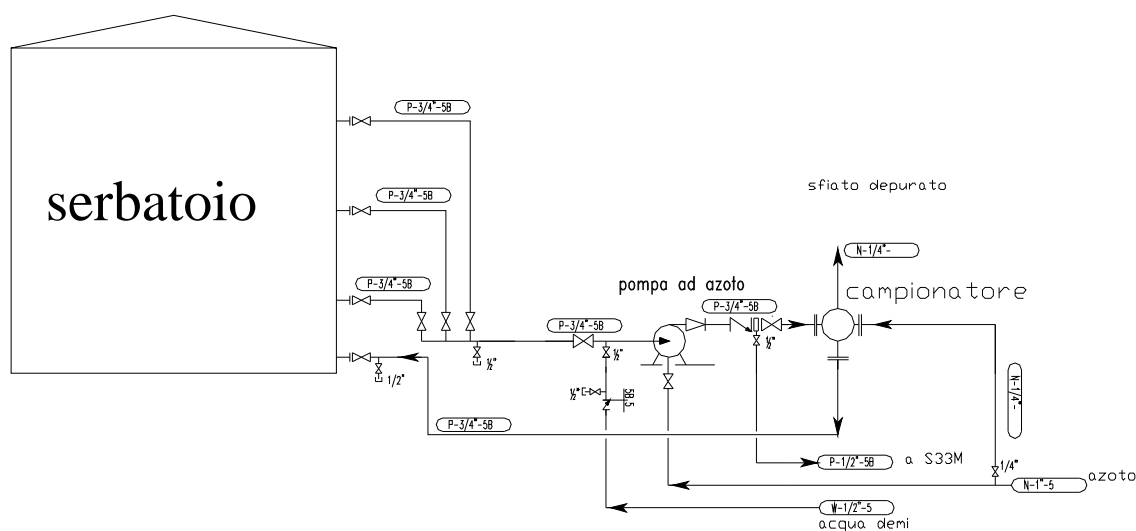 P-3/4"-5B
serbatoio
P-3/4"-5B
sfiato depurato
N-1/4"-
P-3/4"-5B
pompa ad azoto
campionatore
P-3/4"-5B
P-3/4"-5B
½"
½"
½"
1/2"
½"
5B,5
N-1/4"-
P-3/4"-5B
P-1/2"-5B
a S33M
1/4"
N-1"-5
azoto
W-1/2"-5
acqua demi